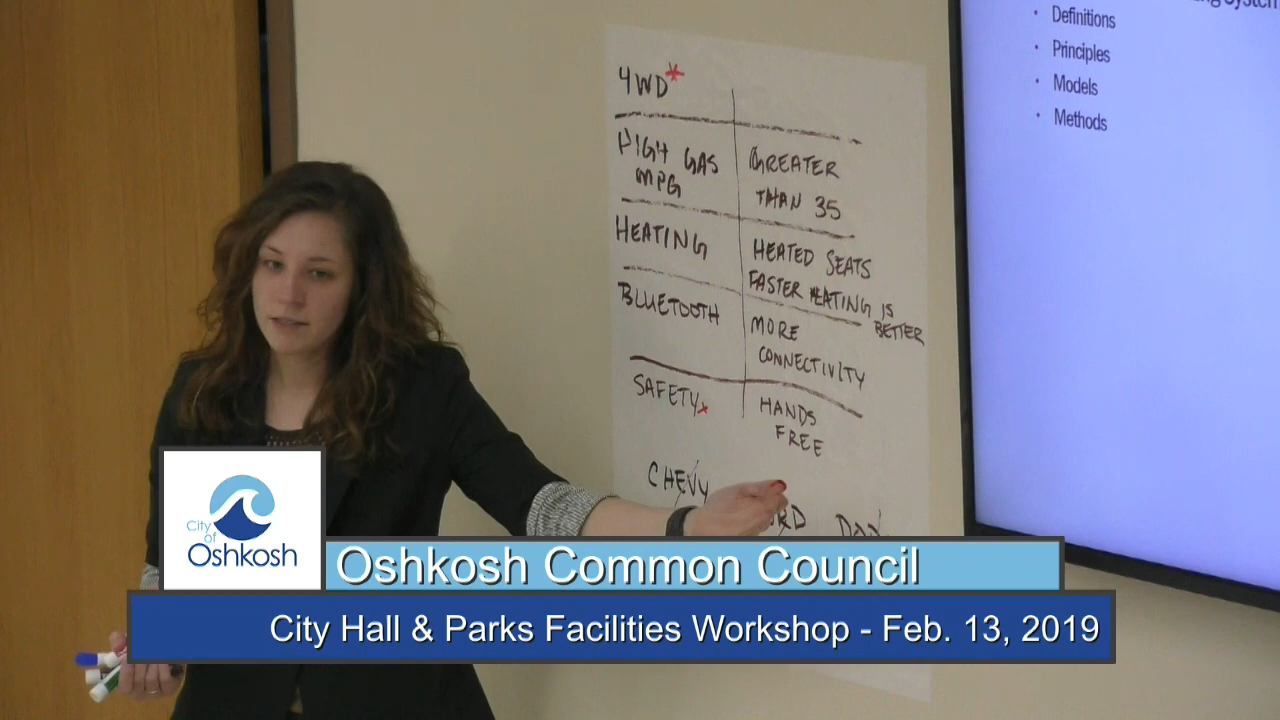 4WD*
HIGH GAS
MPG
GREATER
THAN 35
HEATING
HEATED SEATS
FASTER HEATING IS
BETTER
BLUETOOTH
MORE
CONNECTIVITY
SAFETY*
HANDS
FREE
CHEVY
Definitions
Principles
Models
Methods
City
of
Oshkosh
Oshkosh Common Council
City Hall & Parks Facilities Workshop - Feb. 13, 2019